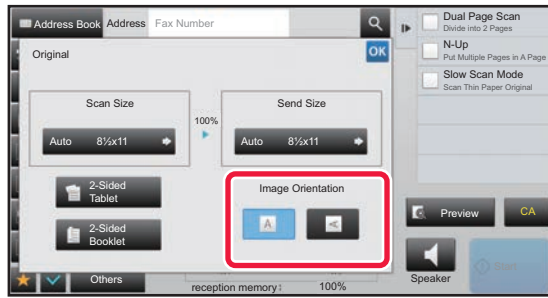 Address Book Address Fax Number
Original
OK
Scan Size
Auto 8½x11
100%
Send Size
Auto 8½x11
2-Sided
Tablet
2-Sided
Booklet
Image Orientation
A
A
Others
reception memory: 100%
Dual Page Scan
Divide into 2 Pages
N-Up
Put Multiple Pages in A Page
Slow Scan Mode
Scan Thin Paper Original
Preview
CA
Speaker
Start